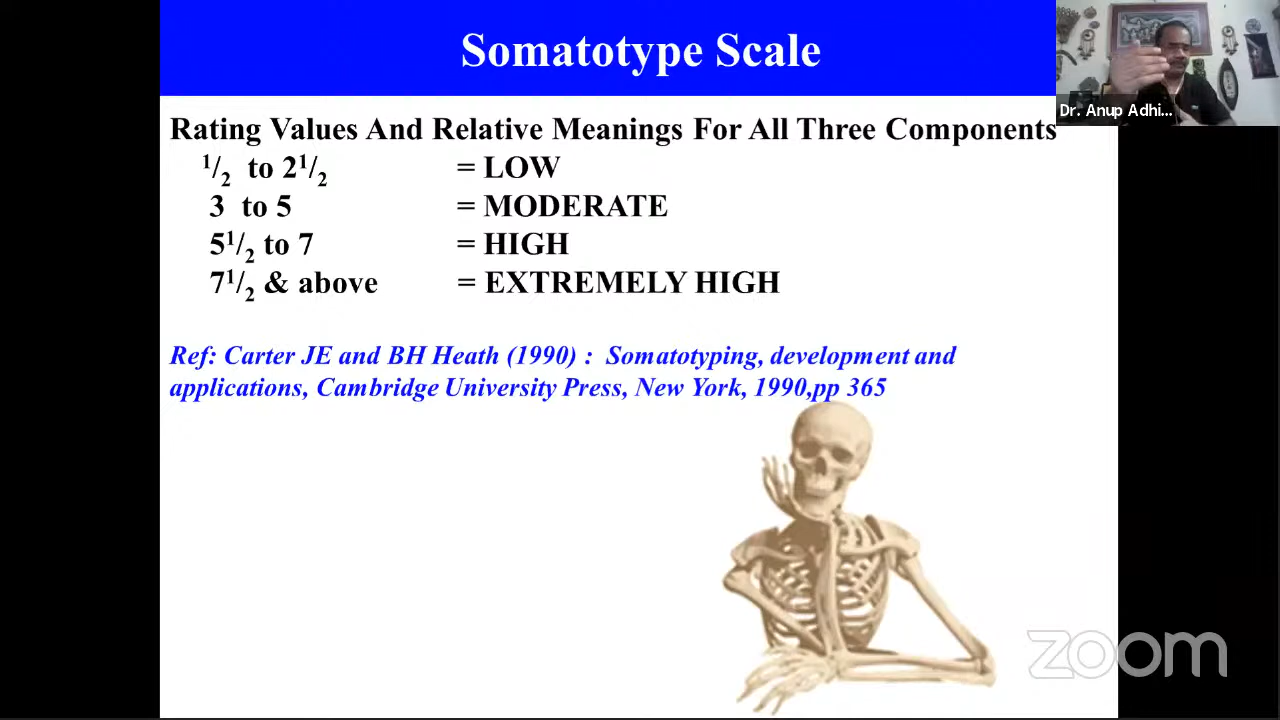 Somatotype Scale
Dr. Anup Adhi...
Rating Values And Relative Meanings For All Three Components
1/2 to 21/2 = LOW
3 to 5 = MODERATE
51/2 to 7 = HIGH
71/2 & above = EXTREMELY HIGH
Ref: Carter JE and BH Heath (1990) : Somatotyping, development and
applications, Cambridge University Press, New York, 1990,pp 365
zoom